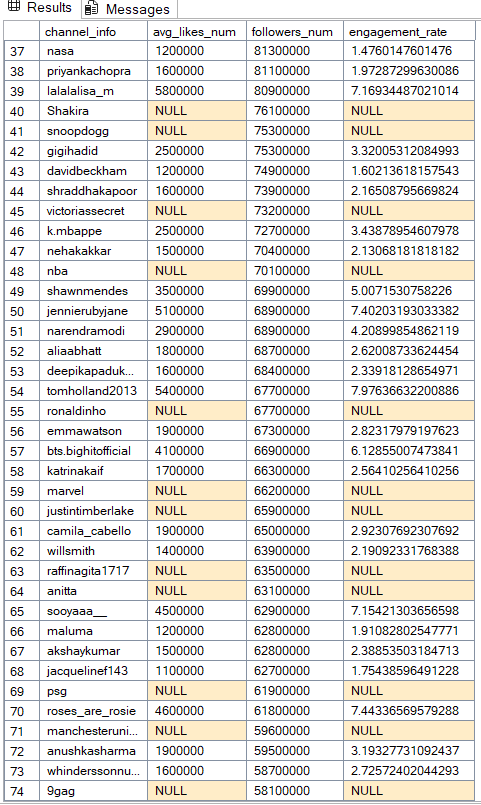 Results Messages
channel_info avg_likes_num followers_num engagement_rate
37 nasa 1200000 81300000 1.4760147601476
38 priyankachopra 1600000 81100000 1.97287299630086
39 lalalalisa_m 5800000 80900000 7.16934487021014
40 Shakira NULL 76100000 NULL
41 snoopdogg NULL 75300000 NULL
42 gigihadid 2500000 75300000 3.32005312084993
43 davidbeckham 1200000 74900000 1.60213618157543
44 shraddhakapoor 1600000 73900000 2.16508795669824
45 victoriassecret NULL 73200000 NULL
46 k.mbappe 2500000 72700000 3.43878954607978
47 nehakakkar 1500000 70400000 2.13068181818182
48 nba NULL 70100000 NULL
49 shawnmendes 3500000 69900000 5.0071530758226
50 jennierubyjane 5100000 68900000 7.40203193033382
51 narendramodi 2900000 68900000 4.20899854862119
52 aliaabhatt 1800000 68700000 2.62008733624454
53 deepikapaduk... 1600000 68400000 2.33918128654971
54 tomholland2013 5400000 67700000 7.97636632200886
55 ronaldinho NULL 67700000 NULL
56 emmawatson 1900000 67300000 2.82317979197623
57 bts.bighitofficial 4100000 66900000 6.12855007473841
58 katrinakaif 1700000 66300000 2.56410256410256
59 marvel NULL 66200000 NULL
60 justintimberlake NULL 65900000 NULL
61 camila_cabello 1900000 65000000 2.92307692307692
62 willsmith 1400000 63900000 2.19092331768388
63 raffinagita1717 NULL 63500000 NULL
64 anitta NULL 63100000 NULL
65 sooyaaa__ 4500000 62900000 7.15421303656598
66 maluma 1200000 62800000 1.91082802547771
67 akshaykumar 1500000 62800000 2.38853503184713
68 jacquelinef143 1100000 62700000 1.75438596491228
69 psg NULL 61900000 NULL
70 roses_are_rosie 4600000 61800000 7.44336569579288
71 manchesteruni... NULL 59600000 NULL
72 anushkasharma 1900000 59500000 3.19327731092437
73 whinderssonnu... 1600000 58700000 2.72572402044293
74 9gag NULL 58100000 NULL